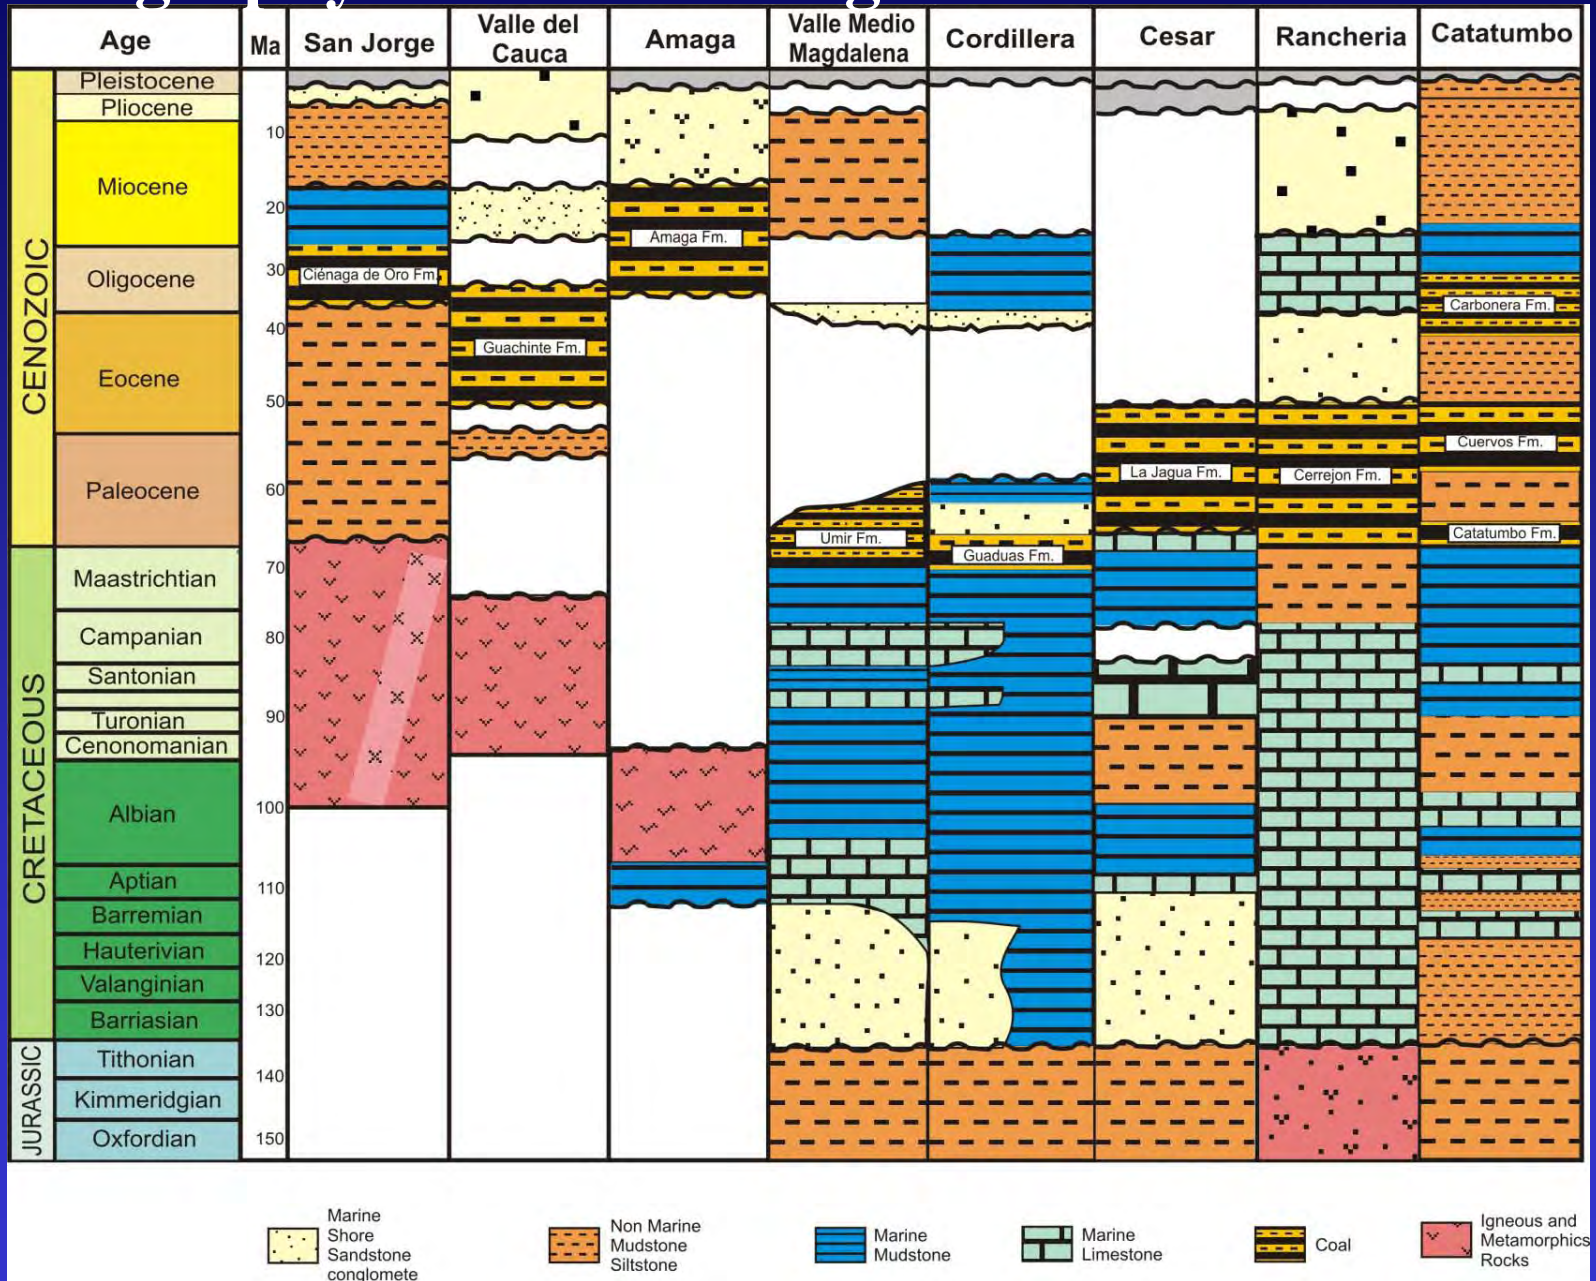 Age
Ma
San Jorge
Valle del
Cauca
Amaga
Valle Medio
Magdalena
Cordillera
Cesar
Rancheria
Catatumbo
CENOZOIC
Pleistocene
Pliocene
Miocene
Oligocene
Eocene
Paleocene
CRETACEOUS
Maastrichtian
Campanian
Santonian
Turonian
Cenonomanian
Albian
Aptian
Barremian
Hauterivian
Valanginian
Barriasian
JURASSIC
Tithonian
Kimmeridgian
Oxfordian
10
20
30
40
50
60
70
80
90
100
110
120
130
140
150
Ciénaga de Oro Fm.
Guachinte Fm.
Amaga Fm.
Umir Fm.
Guaduas Fm.
La Jagua Fm.
Cerrejon Fm.
Carbonera Fm.
Cuervos Fm.
Catatumbo Fm.
Marine
Shore
Sandstone
conglomete
Non Marine
Mudstone
Siltstone
Marine
Mudstone
Marine
Limestone
Coal
Igneous and
Metamorphics
Rocks